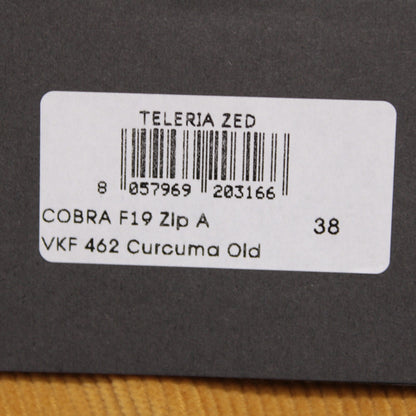 TELERIA ZED
8 057969 203166
COBRA F19 Zip A 38
VKF 462 Curcuma Old